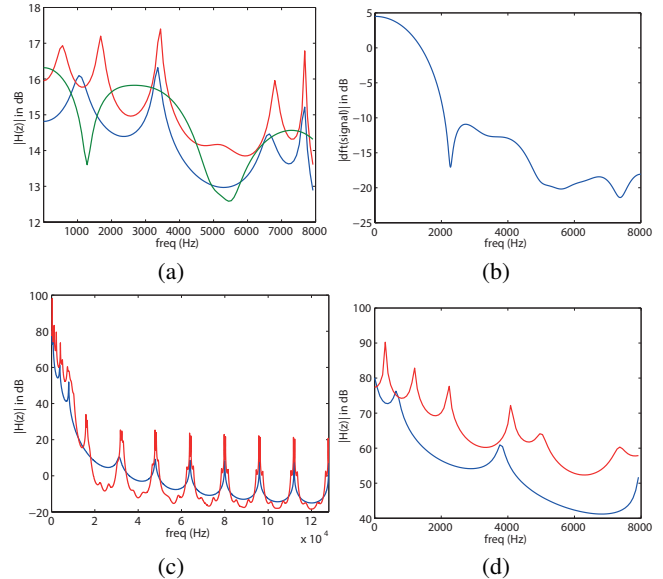 18
17
16
15
14
13
12
|H(z)| in dB
1000 2000 3000 4000 5000 6000 7000 8000
freq (Hz)
(a)
5
0
−5
−10
−15
−20
−25
|dft(signal)| in dB
0 2000 4000 6000 8000
freq (Hz)
(b)
100
80
60
40
20
0
−20
|H(z)| in dB
0 2 4 6 8 10 12
x 10⁴
freq (Hz)
(c)
100
90
80
70
60
50
40
|H(z)| in dB
0 2000 4000 6000 8000
freq (Hz)
(d)